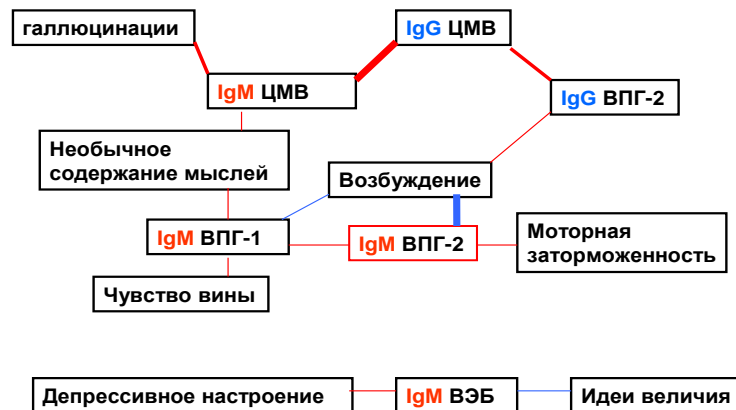 галлюцинации
IgG ЦМВ
IgM ЦМВ
IgG ВПГ-2
Необычное
содержание мыслей
Возбуждение
IgM ВПГ-1
IgM ВПГ-2
Моторная
заторможенность
Чувство вины
Депрессивное настроение
IgM ВЭБ
Идеи величия